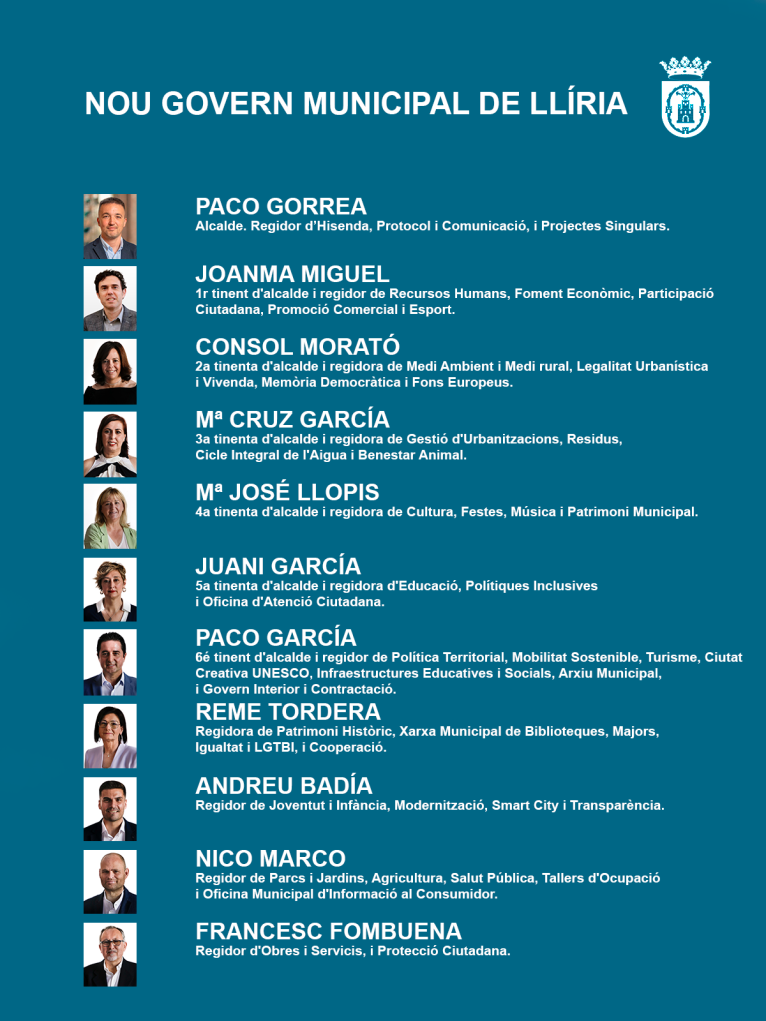 NOU GOVERN MUNICIPAL DE LLÍRIA
PACO GORREA
Alcalde. Regidor d'Hisenda, Protocol i Comunicació, i Projectes Singulars.
JOANMA MIGUEL
1r tinent d'alcalde i regidor de Recursos Humans, Foment Econòmic, Participació
Ciutadana, Promoció Comercial i Esport.
CONSOL MORATÓ
2a tinenta d'alcalde i regidora de Medi Ambient i Medi rural, Legalitat Urbanística
i Vivenda, Memòria Democràtica i Fons Europeus.
Mª CRUZ GARCÍA
3a tinenta d'alcalde i regidora de Gestió d'Urbanitzacions, Residus,
Cicle Integral de l'Aigua i Benestar Animal.
Mª JOSÉ LLOPIS
4a tinenta d'alcalde i regidora de Cultura, Festes, Música i Patrimoni Municipal.
JUANI GARCÍA
5a tinenta d'alcalde i regidora d'Educació, Polítiques Inclusives
i Oficina d'Atenció Ciutadana.
PACO GARCÍA
6é tinent d'alcalde i regidor de Política Territorial, Mobilitat Sostenible, Turisme, Ciutat
Creativa UNESCO, Infraestructures Educatives i Socials, Arxiu Municipal,
i Govern Interior i Contractació.
REME TORDERA
Regidora de Patrimoni Històric, Xarxa Municipal de Biblioteques, Majors,
Igualtat i LGTBI, i Cooperació.
ANDREU BADÍA
Regidor de Joventut i Infància, Modernització, Smart City i Transparència.
NICO MARCO
Regidor de Parcs i Jardins, Agricultura, Salut Pública, Tallers d'Ocupació
i Oficina Municipal d'Informació al Consumidor.
FRANCESC FOMBUENA
Regidor d'Obres i Servicis, i Protecció Ciutadana.